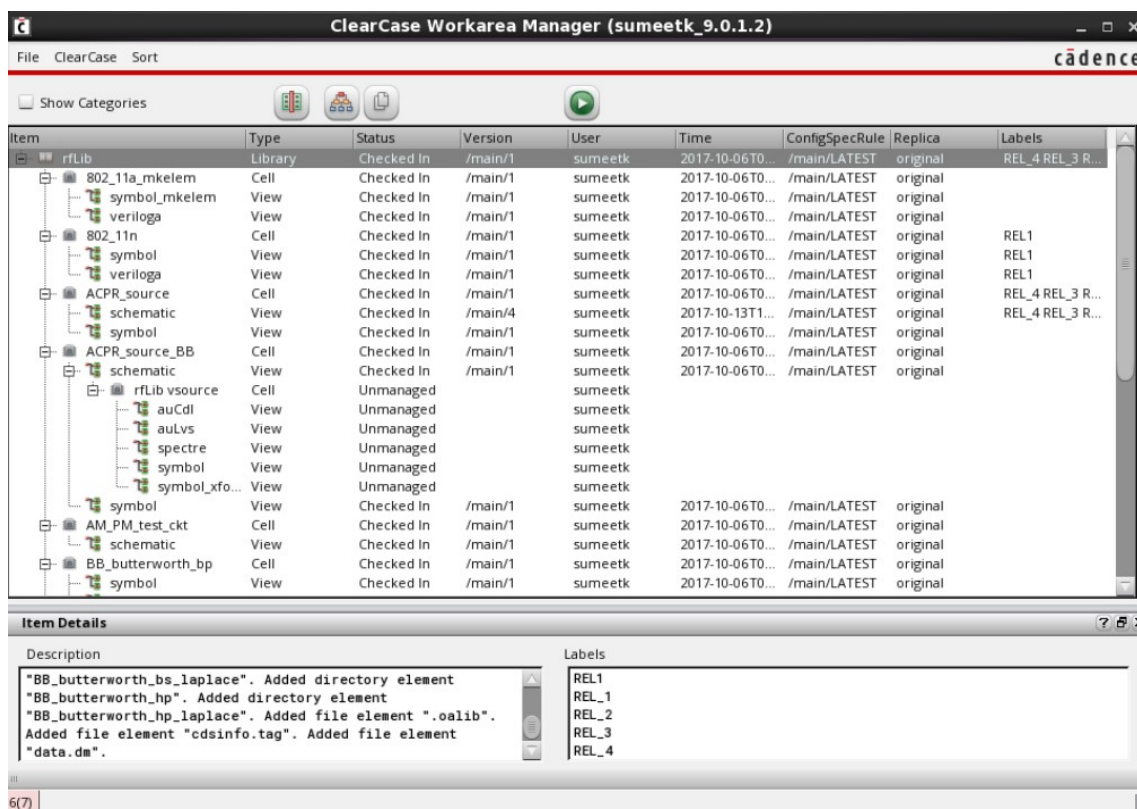 ClearCase Workarea Manager (sumeetk_9.0.1.2)
File ClearCase Sort
cādence
Show Categories
Item Type Status Version User Time ConfigSpecRule Replica Labels
rfLib Library Checked In /main/1 sumeetk 2017-10-06T0... /main/LATEST original REL_4 REL_3 R...
802_11a_mkelem Cell Checked In /main/1 sumeetk 2017-10-06T0... /main/LATEST original
symbol_mkelem View Checked In /main/1 sumeetk 2017-10-06T0... /main/LATEST original
veriloga View Checked In /main/1 sumeetk 2017-10-06T0... /main/LATEST original
802_11n Cell Checked In /main/1 sumeetk 2017-10-06T0... /main/LATEST original REL1
symbol View Checked In /main/1 sumeetk 2017-10-06T0... /main/LATEST original REL1
veriloga View Checked In /main/1 sumeetk 2017-10-06T0... /main/LATEST original REL1
ACPR_source Cell Checked In /main/1 sumeetk 2017-10-06T0... /main/LATEST original REL_4 REL_3 R...
schematic View Checked In /main/4 sumeetk 2017-10-13T1... /main/LATEST original REL_4 REL_3 R...
symbol View Checked In /main/1 sumeetk 2017-10-06T0... /main/LATEST original
ACPR_source_BB Cell Checked In /main/1 sumeetk 2017-10-06T0... /main/LATEST original
schematic View Checked In /main/1 sumeetk 2017-10-06T0... /main/LATEST original
rfLib vsource Cell Unmanaged sumeetk
auCdl View Unmanaged sumeetk
auLvs View Unmanaged sumeetk
spectre View Unmanaged sumeetk
symbol View Unmanaged sumeetk
symbol_xfo... View Unmanaged sumeetk
symbol View Checked In /main/1 sumeetk 2017-10-06T0... /main/LATEST original
AM_PM_test_ckt Cell Checked In /main/1 sumeetk 2017-10-06T0... /main/LATEST original
schematic View Checked In /main/1 sumeetk 2017-10-06T0... /main/LATEST original
BB_butterworth_bp Cell Checked In /main/1 sumeetk 2017-10-06T0... /main/LATEST original
symbol View Checked In /main/1 sumeetk 2017-10-06T0... /main/LATEST original
Item Details
Description
"BB_butterworth_bs_laplace". Added directory element
"BB_butterworth_hp". Added directory element
"BB_butterworth_hp_laplace". Added file element ".oalib".
Added file element "cdsinfo.tag". Added file element
"data.dm".
Labels
REL1
REL_1
REL_2
REL_3
REL_4
6(7)